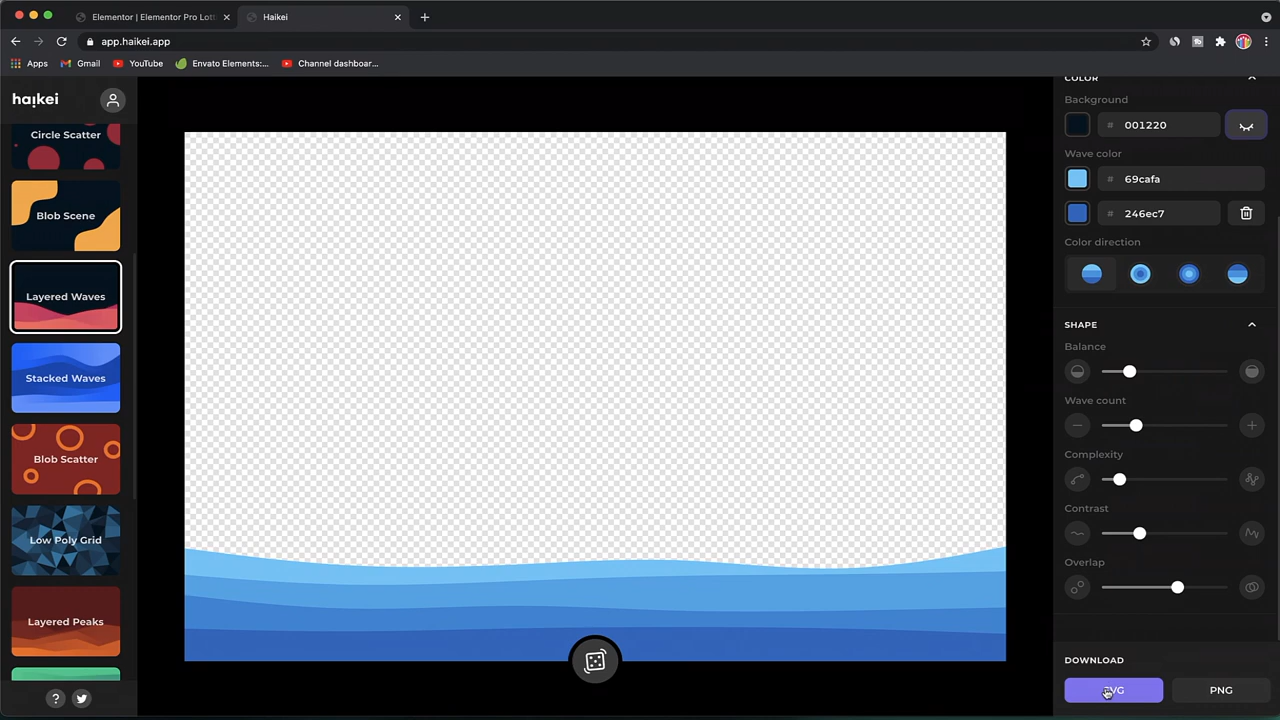 Elementor | Elementor Pro Lott
Haikei
app.haikei.app
Apps
Gmail
YouTube
Envato Elements:...
Channel dashboar...
haikei
Circle Scatter
Blob Scene
Layered Waves
Stacked Waves
Blob Scatter
Low Poly Grid
Layered Peaks
?
COLOR
Background
# 001220
Wave color
# 69cafa
# 246ec7
Color direction
SHAPE
Balance
Wave count
Complexity
Contrast
Overlap
DOWNLOAD
SVG
PNG